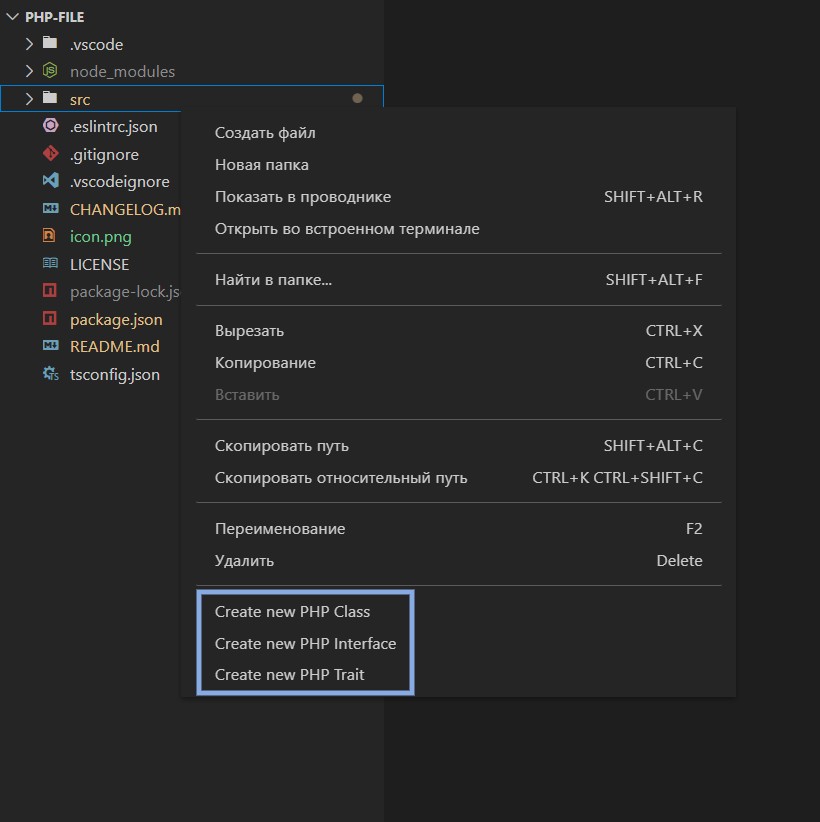 PHP-FILE
.vscode
node_modules
src
.eslintrc.json
.gitignore
.vscodeignore
CHANGELOG.m
icon.png
LICENSE
package-lock.js
package.json
README.md
tsconfig.json
Создать файл
Новая папка
Показать в проводнике SHIFT+ALT+R
Открыть во встроенном терминале
Найти в папке... SHIFT+ALT+F
Вырезать CTRL+X
Копирование CTRL+C
Вставить CTRL+V
Скопировать путь SHIFT+ALT+C
Скопировать относительный путь CTRL+K CTRL+SHIFT+C
Переименование F2
Удалить Delete
Create new PHP Class
Create new PHP Interface
Create new PHP Trait